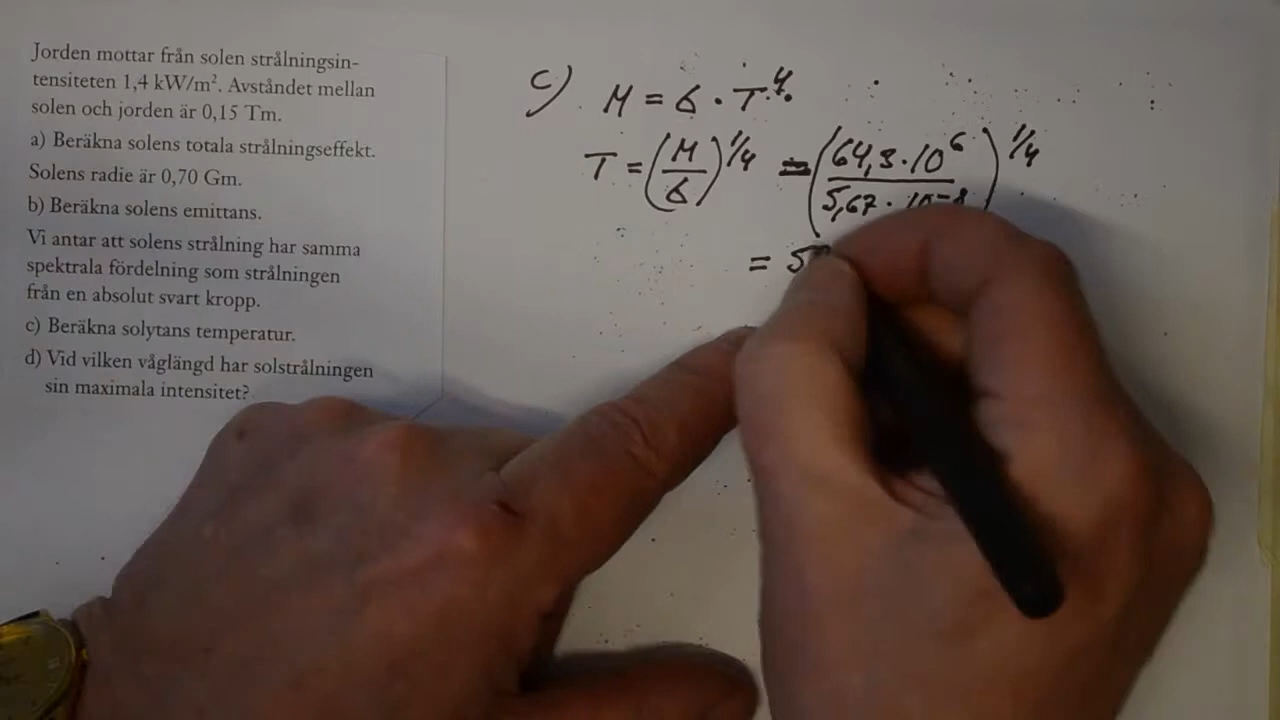 Jorden mottar från solen strålningsin-
tensiteten 1,4 kW/m². Avståndet mellan
solen och jorden är 0,15 Tm.
a) Beräkna solens totala strålningseffekt.
Solens radie är 0,70 Gm.
b) Beräkna solens emittans.
Vi antar att solens strålning har samma
spektrala fördelning som strålningen
från en absolut svart kropp.
c) Beräkna solytans temperatur.
d) Vid vilken våglängd har solstrålningen
sin maximala intensitet?
c) M = σ · T⁴
T = (M/σ)^1/4 = (64,3·10⁶/5,67·10⁻⁸)^1/4
= 5